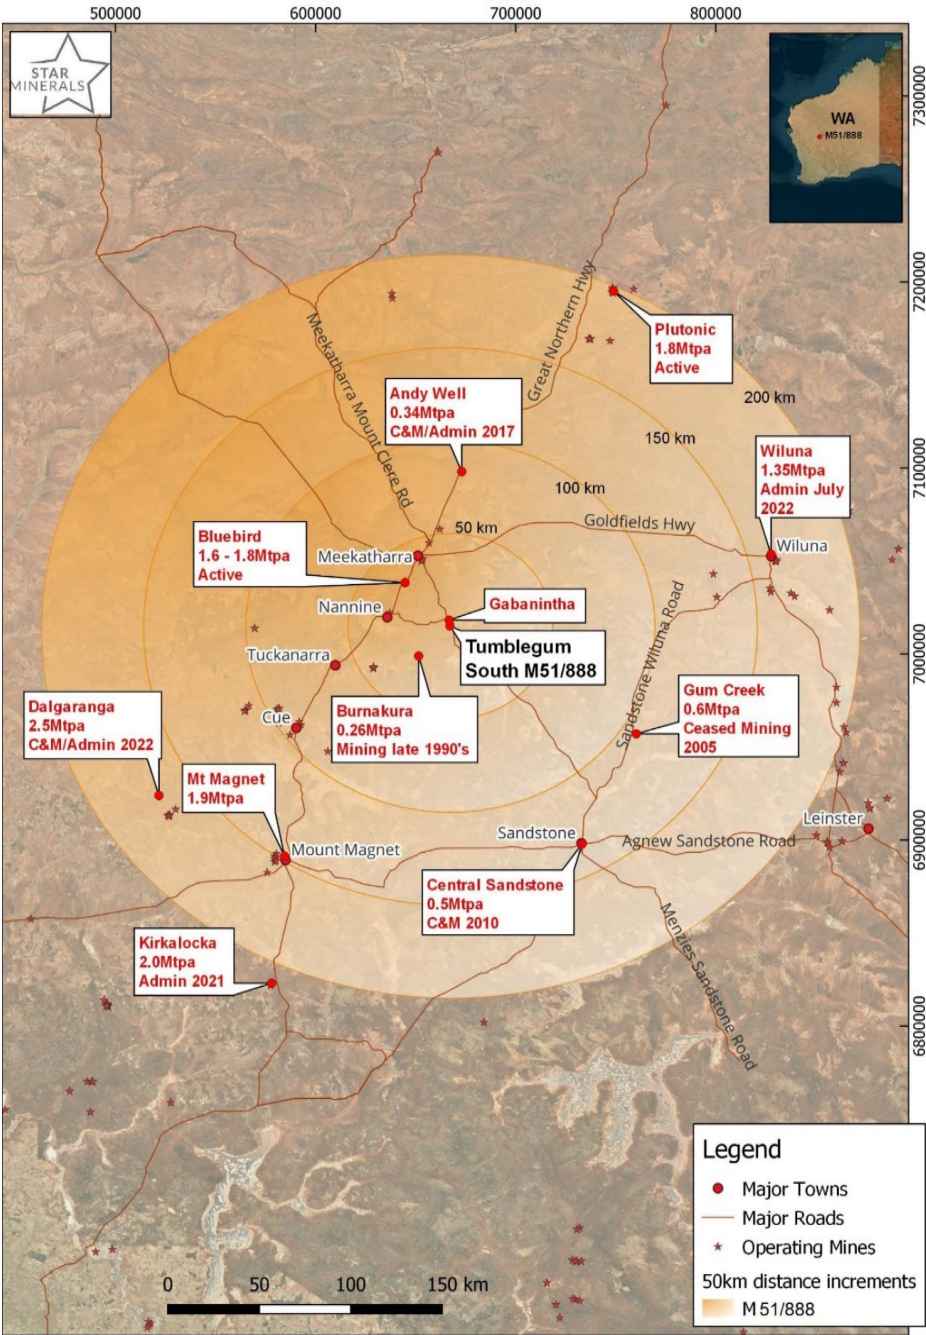 500000
600000
700000
800000
STAR
MINERALS
WA
M51/888
7300000
7200000
7100000
7000000
6900000
6800000
Great Northern Hwy
Meekatharra Mount Clere Rd
Plutonic
1.8Mtpa
Active
200 km
150 km
100 km
50 km
Andy Well
0.34Mtpa
C&M/Admin 2017
Wiluna
1.35Mtpa
Admin July
2022
Goldfields Hwy
Wiluna
Bluebird
1.6 - 1.8Mtpa
Active
Meekatharra
Nannine
Gabanintha
Tumblegum
South M51/888
Tuckanarra
Sandstone Wiluna Road
Dalgaranga
2.5Mtpa
C&M/Admin 2022
Cue
Burnakura
0.26Mtpa
Mining late 1990's
Gum Creek
0.6Mtpa
Ceased Mining
2005
Mt Magnet
1.9Mtpa
Mount Magnet
Sandstone
Agnew Sandstone Road
Leinster
Central Sandstone
0.5Mtpa
C&M 2010
Menzies Sandstone Road
Kirkalocka
2.0Mtpa
Admin 2021
Legend
Major Towns
Major Roads
Operating Mines
50km distance increments
M51/888
0 50 100 150 km